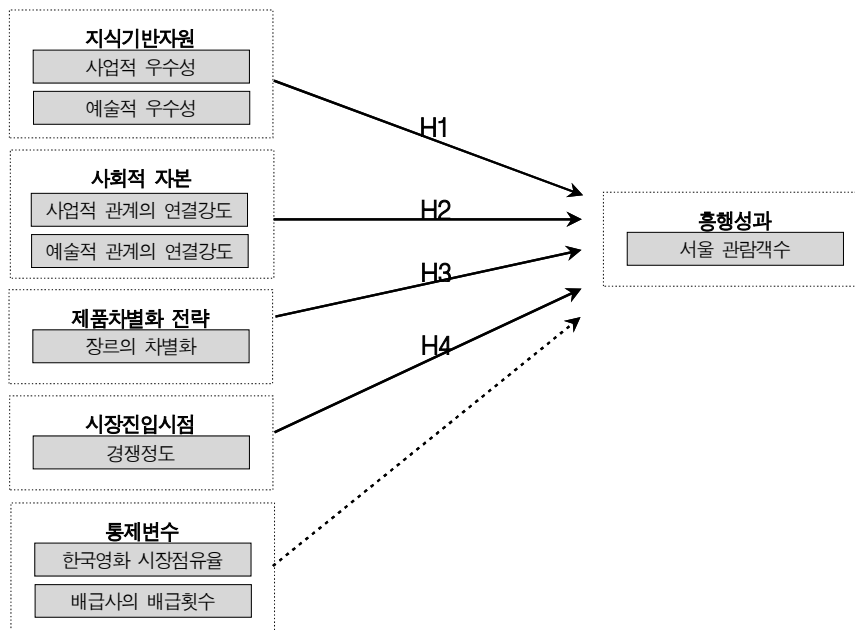 지식기반자원
사업적 우수성
예술적 우수성
H1
사회적 자본
사업적 관계의 연결강도
예술적 관계의 연결강도
H2
제품차별화 전략
장르의 차별화
H3
시장진입시점
경쟁정도
H4
통제변수
한국영화 시장점유율
배급사의 배급횟수
흥행성과
서울 관람객수